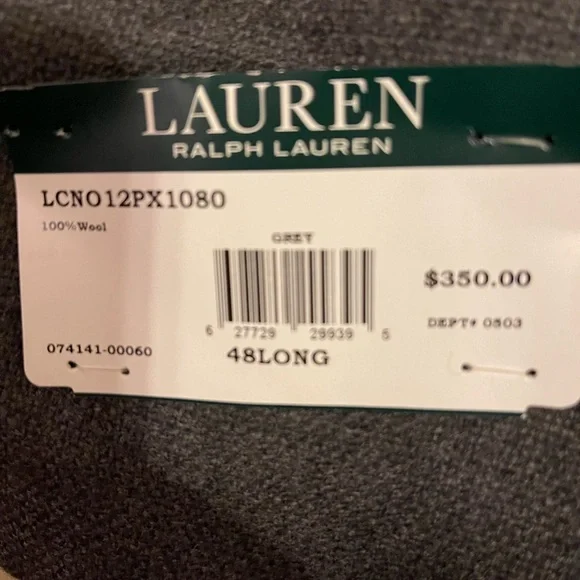 LAUREN
RALPH LAUREN
LCNO12PX1080
100%Wool
GREY
$350.00
6 27729 29939 5
DEPT# 0503
074141-00060
48LONG